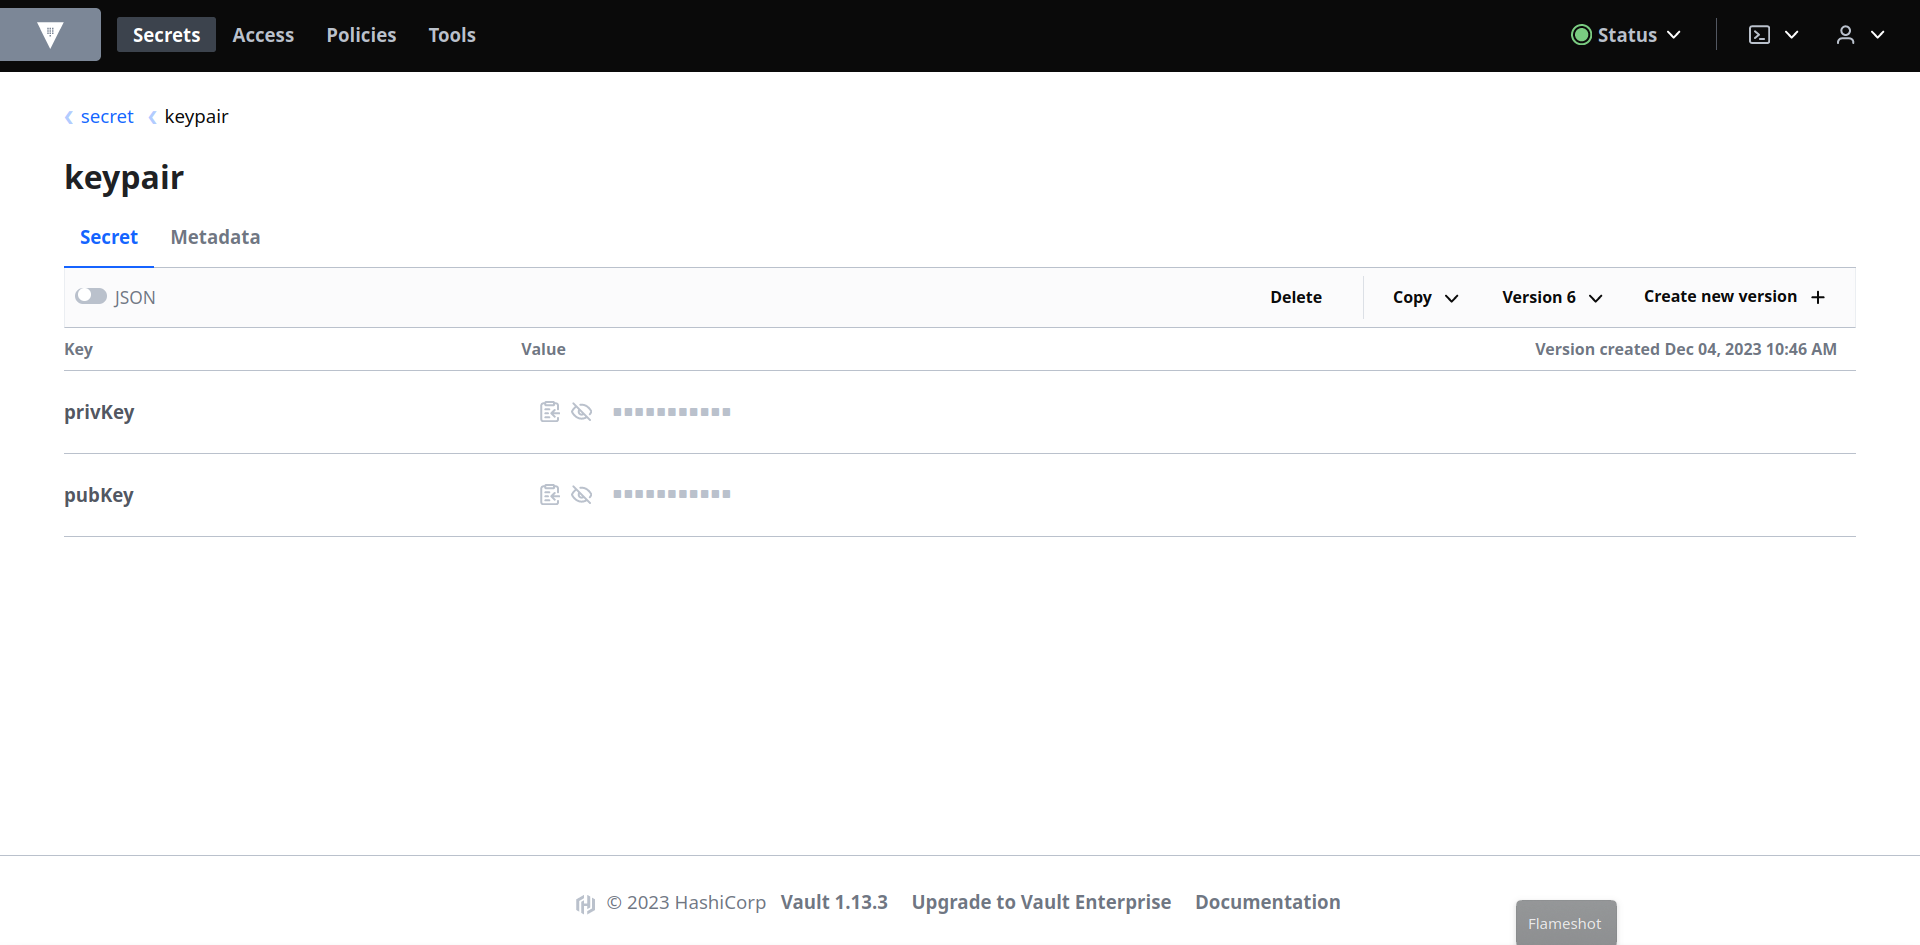 Secrets Access Policies Tools Status
secret keypair
keypair
Secret Metadata
JSON Delete Copy Version 6 Create new version
Key Value Version created Dec 04, 2023 10:46 AM
privKey
pubKey
© 2023 HashiCorp Vault 1.13.3 Upgrade to Vault Enterprise Documentation
Flameshot